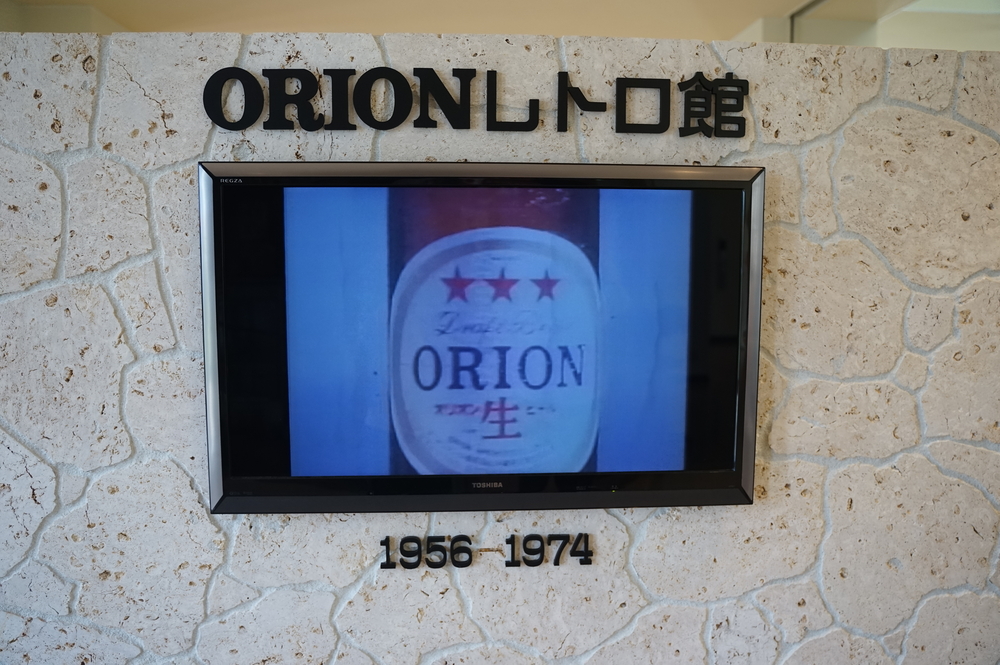 ORIONレトロ館
REGZA
★★★
Draft Beer
ORION
オリオン 生 ビール
TOSHIBA
1956－1974